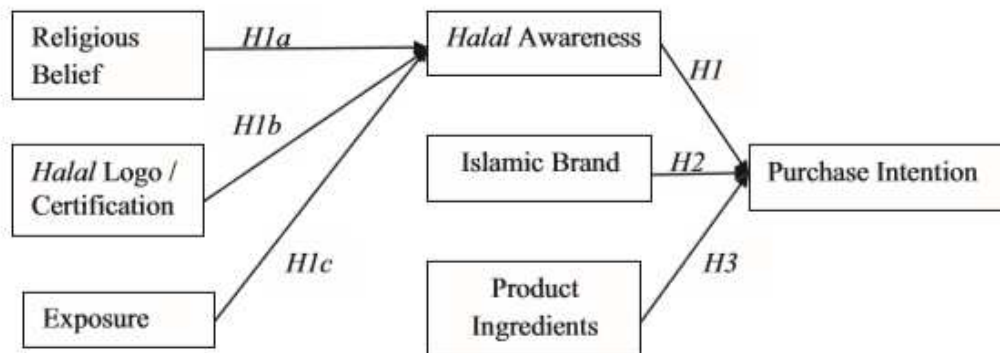 Religious
Belief
H1a
Halal Awareness
H1
H1b
Halal Logo /
Certification
Islamic Brand
H2
Purchase Intention
H1c
H3
Exposure
Product
Ingredients